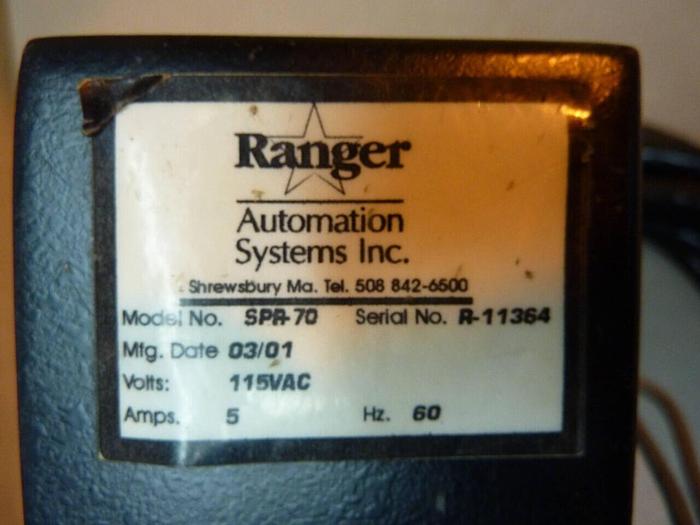 Ranger
Automation
Systems Inc.
Shrewsbury Ma. Tel. 508 842-6500
Model No. SPR-70 Serial No. R-11364
Mfg. Date 03/01
Volts: 115VAC
Amps. 5 Hz. 60